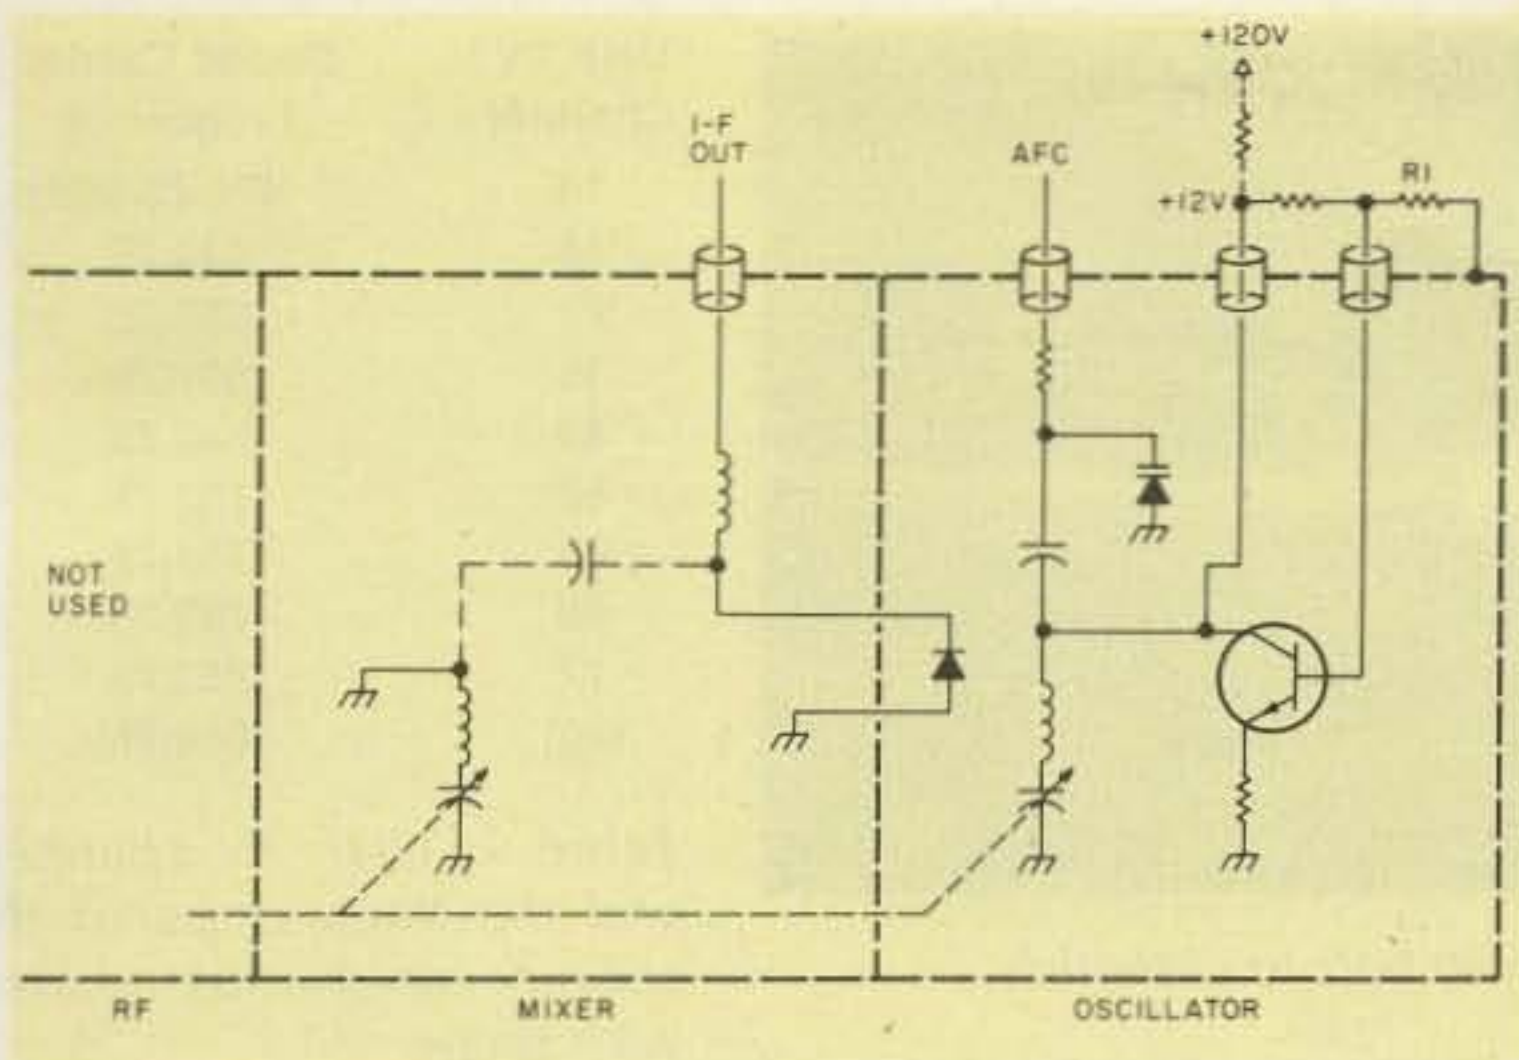 +120V
I-F
OUT
AFC
R1
+12V
NOT
USED
RF
MIXER
OSCILLATOR